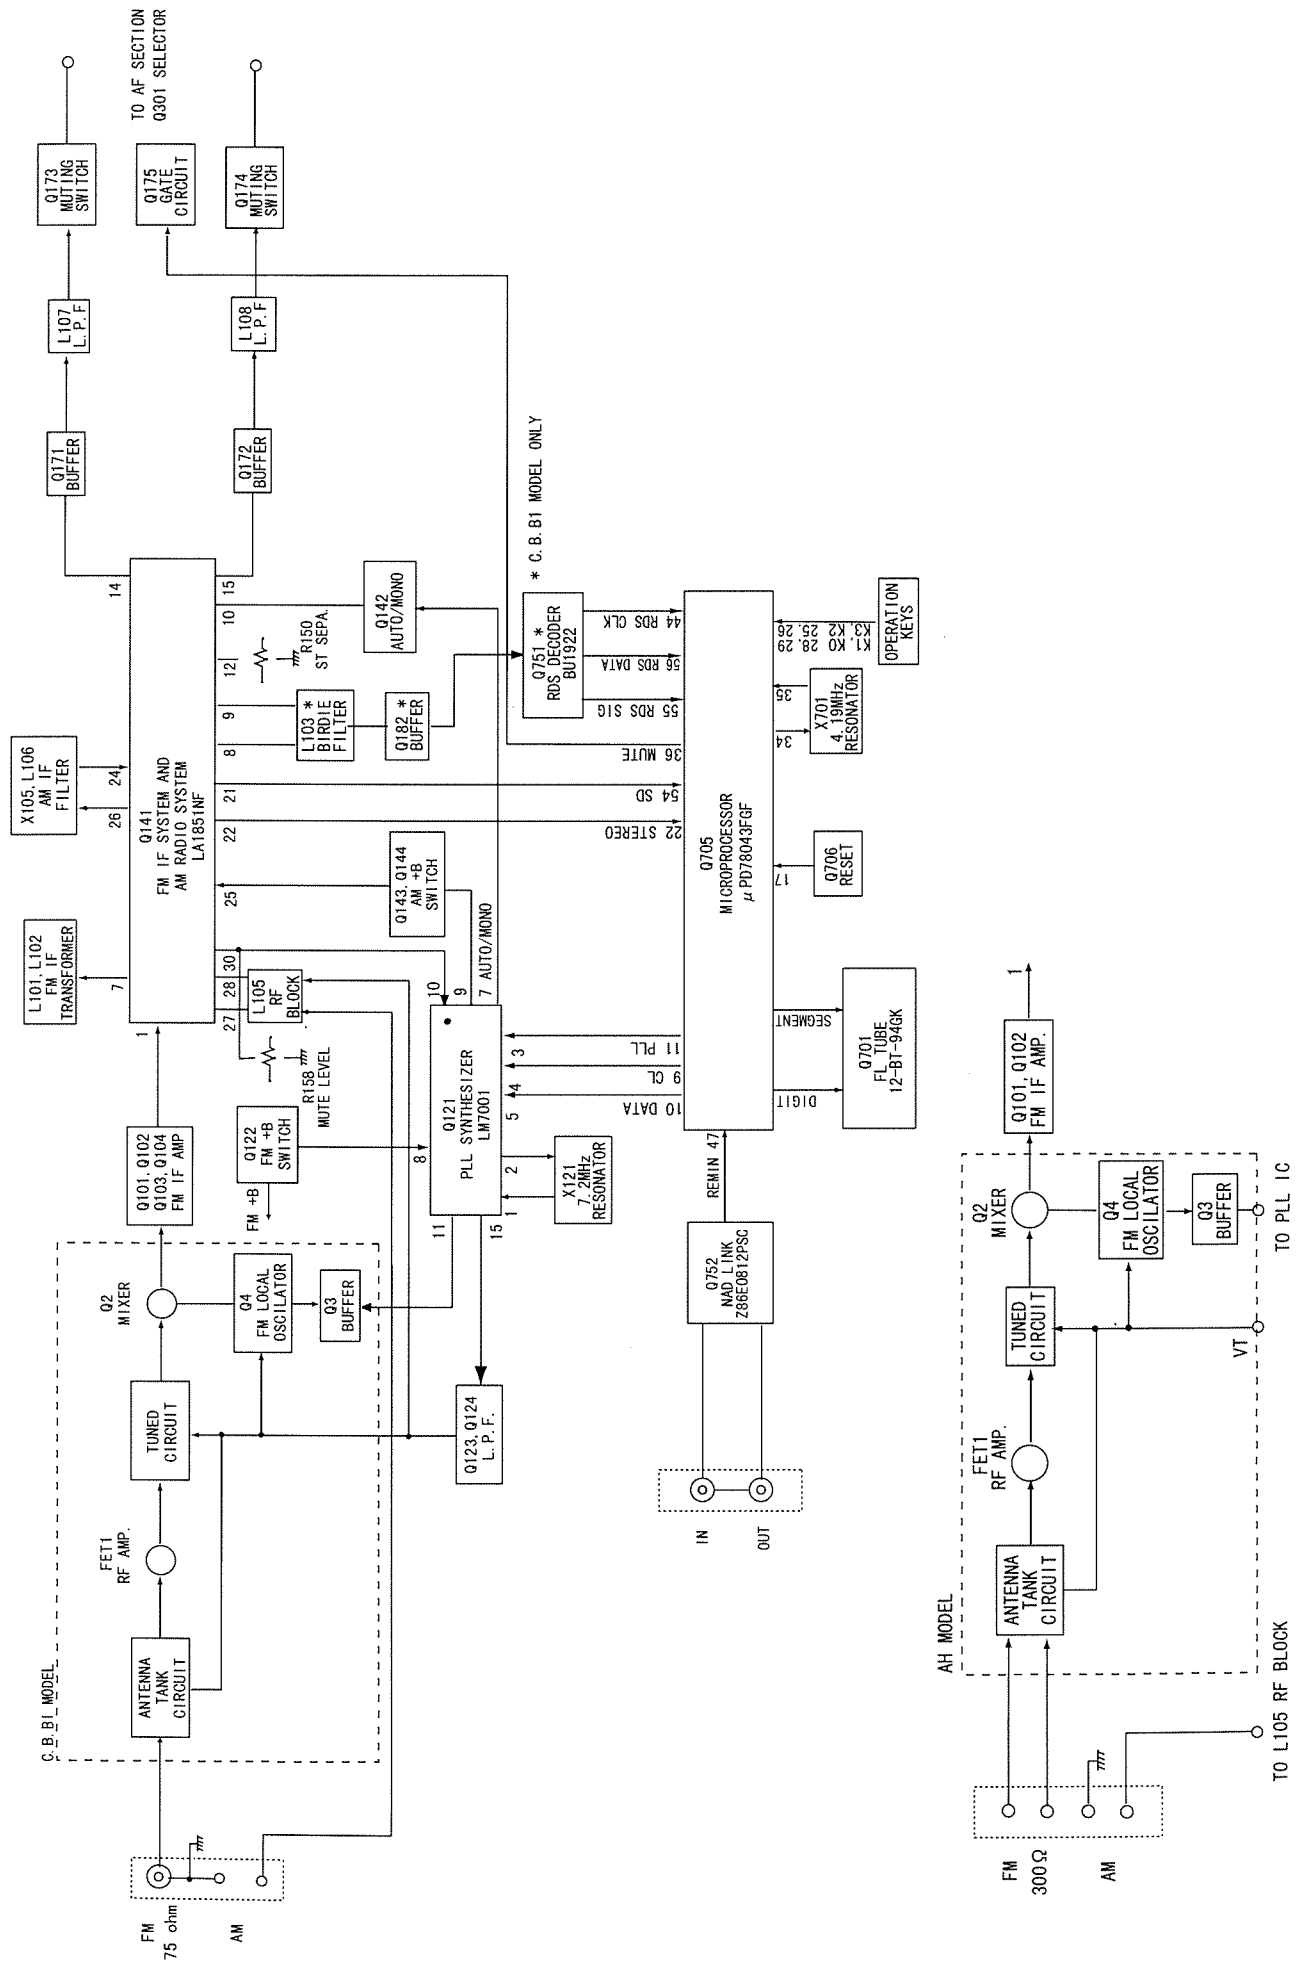 C.B.B1 MODEL
FM
75 ohm
AM
ANTENNA
TANK
CIRCUIT
FET1
RF AMP.
TUNED
CIRCUIT
Q2
MIXER
Q4
FM LOCAL
OSCILATOR
Q3
BUFFER
Q101, Q102
Q103, Q104
FM IF AMP
Q122
FM +B
SWITCH
FM +B
R158
MUTE LEVEL
L105
RF
BLOCK
L101, L102
FM IF
TRANSFORMER
X105, L106
AM IF
FILTER
Q141
FM IF SYSTEM AND
AM RADIO SYSTEM
LA1851NF
1
7
26
24
14
27
28
30
25
22
21
8
9
12
10
15
Q143, Q144
AM +B
SWITCH
L103 *
BIRDIE
FILTER
Q182 *
BUFFER
R150
ST SEPA.
Q142
AUTO/MONO
Q171
BUFFER
L107
L.P.F
Q173
MUTING
SWITCH
Q172
BUFFER
L108
L.P.F
Q174
MUTING
SWITCH
Q175
GATE
CIRCUIT
TO AF SECTION
Q301 SELECTOR
Q123, Q124
L.P.F.
Q121
PLL SYNTHESIZER
LM7001
11
8
10
9
7 AUTO/MONO
15
1
2
5
4
3
X121
7.2MHz
RESONATOR
Q751 *
RDS DECODER
BU1922
* C.B.B1 MODEL ONLY
10 DATA
9 CL
11 PLL
22 STEREO
54 SD
36 MUTE
55 RDS SIG
56 RDS DATA
44 RDS CLK
Q705
MICROPROCESSOR
μPD78043FGF
REMIN 47
DIGIT
SEGMENT
17
34
35
K1, K0 28. 29
K3, K2 25. 26
Q752
NAD LINK
Z86E0812PSC
IN
OUT
Q701
FL TUBE
12-BT-94GK
Q706
RESET
X701
4.19MHz
RESONATOR
OPERATION
KEYS
AH MODEL
FM
300Ω
AM
ANTENNA
TANK
CIRCUIT
FET1
RF AMP.
TUNED
CIRCUIT
Q2
MIXER
Q4
FM LOCAL
OSCILATOR
Q3
BUFFER
Q101, Q102
FM IF AMP.
1
VT
TO PLL IC
TO L105 RF BLOCK